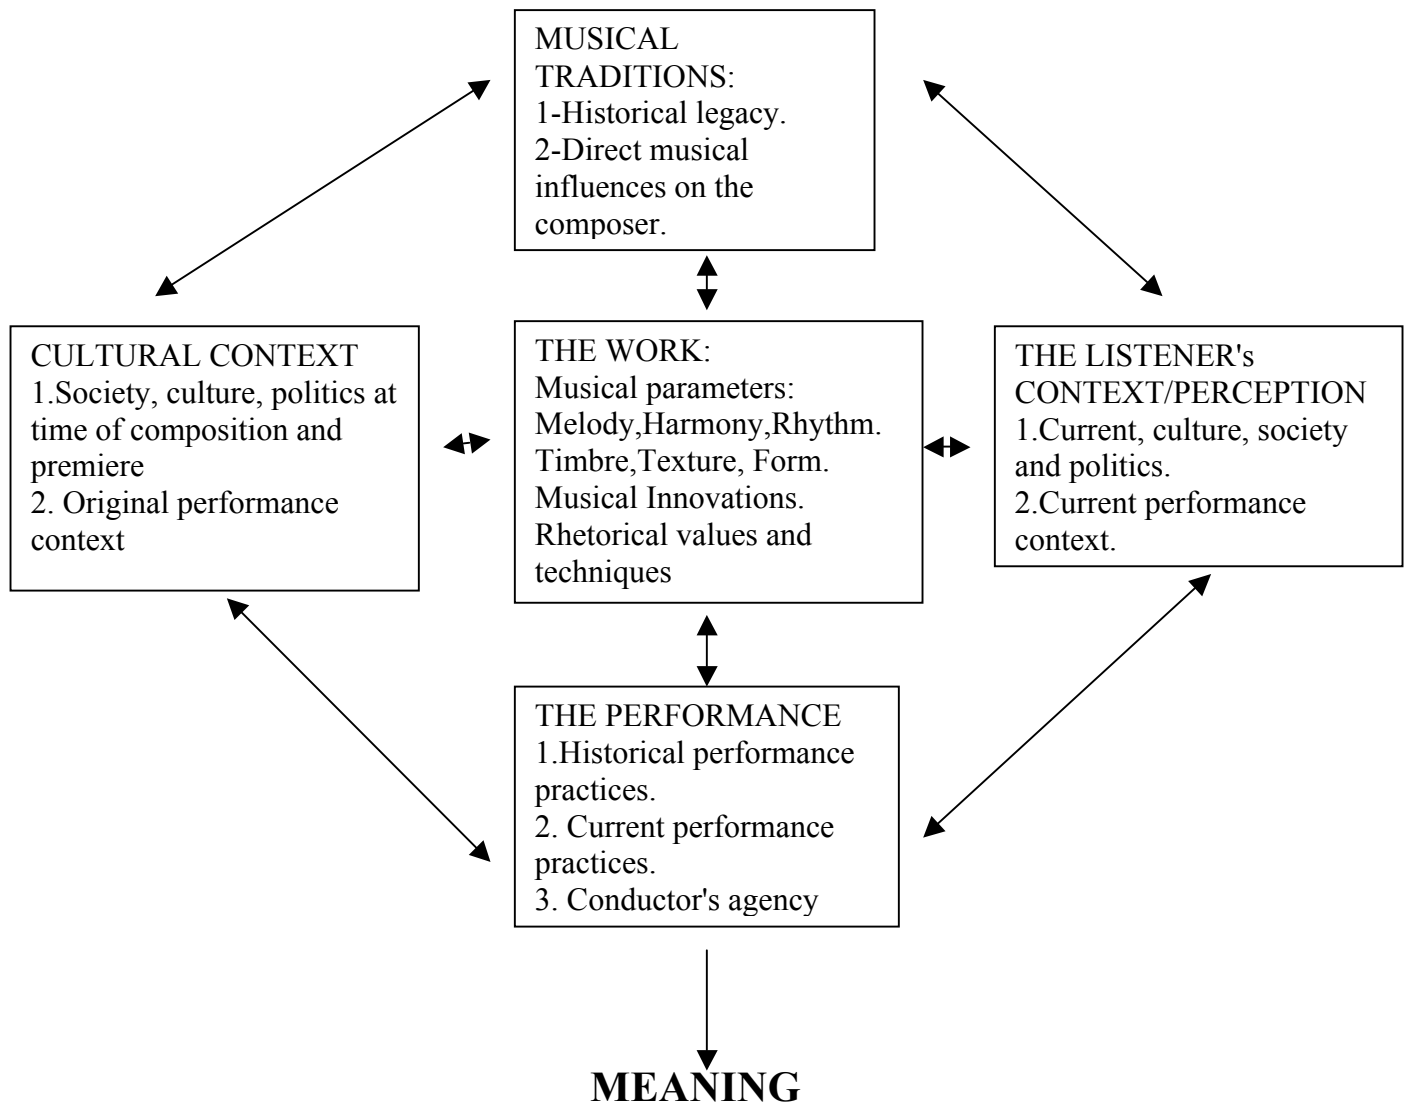 MUSICAL
TRADITIONS:
1-Historical legacy.
2-Direct musical
influences on the
composer.
CULTURAL CONTEXT
1.Society, culture, politics at
time of composition and
premiere
2. Original performance
context
THE WORK:
Musical parameters:
Melody,Harmony,Rhythm.
Timbre,Texture, Form.
Musical Innovations.
Rhetorical values and
techniques
THE LISTENER's
CONTEXT/PERCEPTION
1.Current, culture, society
and politics.
2.Current performance
context.
THE PERFORMANCE
1.Historical performance
practices.
2. Current performance
practices.
3. Conductor's agency
MEANING